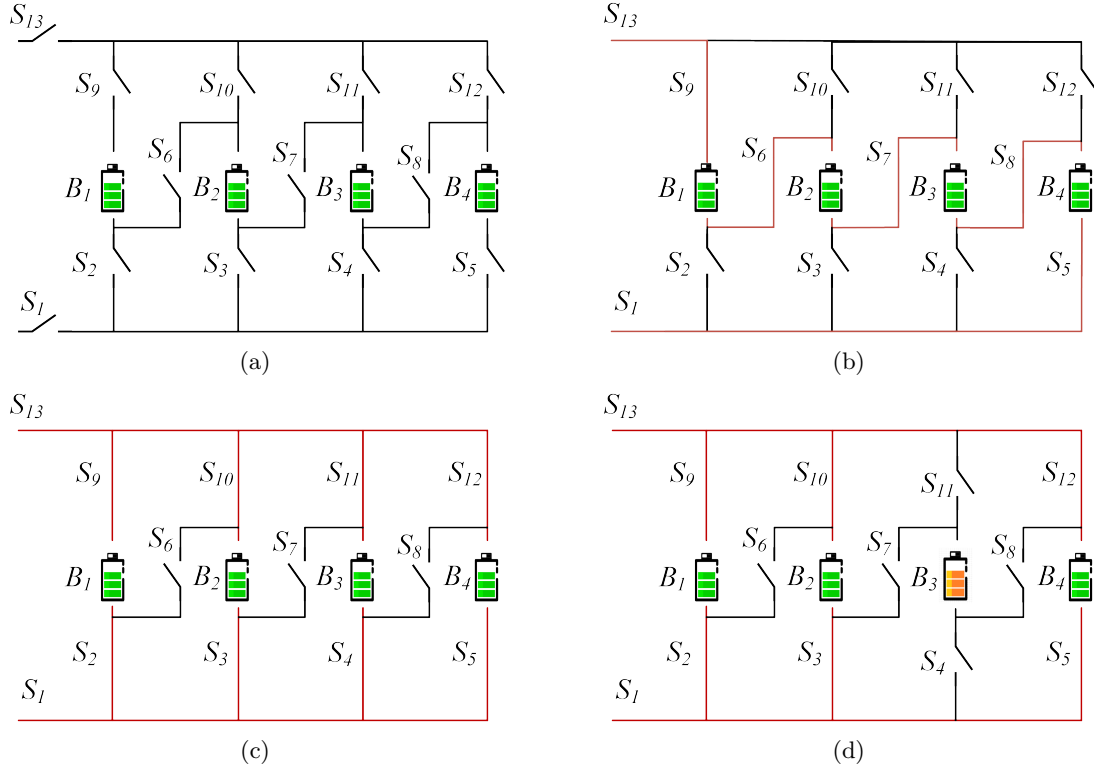 S13 S13
S9 S10 S11 S12 S9 S10 S11 S12
S6 S7 S8 S6 S7 S8
B1 B2 B3 B4 B1 B2 B3 B4
S2 S3 S4 S5 S2 S3 S4 S5
S1 S1
(a) (b)
S13 S13
S9 S10 S11 S12 S9 S10 S11 S12
S6 S7 S8 S6 S7 S8
B1 B2 B3 B4 B1 B2 B3 B4
S2 S3 S4 S5 S2 S3 S4 S5
S1 S1
(c) (d)